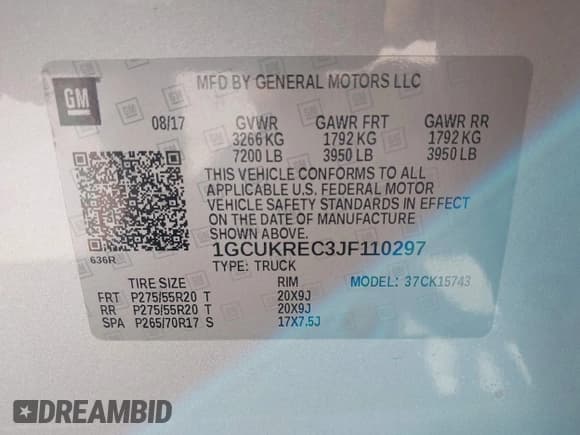 GM
MFD BY GENERAL MOTORS LLC
08/17 GVWR GAWR FRT GAWR RR
3266 KG 1792 KG 1792 KG
7200 LB 3950 LB 3950 LB
THIS VEHICLE CONFORMS TO ALL
APPLICABLE U.S. FEDERAL MOTOR
VEHICLE SAFETY STANDARDS IN EFFECT
ON THE DATE OF MANUFACTURE
SHOWN ABOVE.
636R
1GCUKREC3JF110297
TYPE: TRUCK MODEL: 37CK15743
TIRE SIZE RIM
FRT P275/55R20 T 20X9J
RR P275/55R20 T 20X9J
SPA P265/70R17 S 17X7.5J
DREAMBID